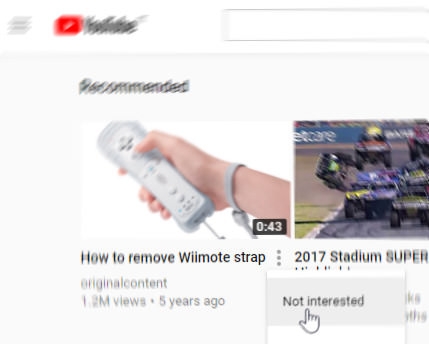 YouTube
Recommended
etcare
0:43
How to remove Wiimote strap
2017 Stadium SUPER
originalcontent
1.2M views • 5 years ago
Not interested